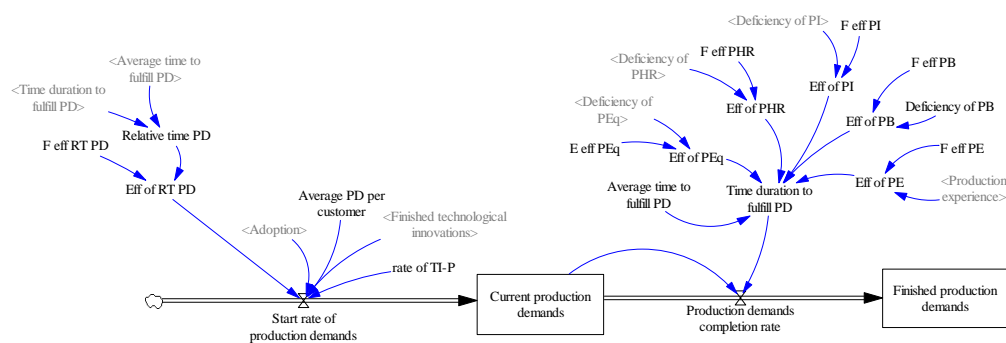 <Average time to
fulfill PD>
<Time duration to
fulfill PD>
Relative time PD
F eff RT PD
Eff of RT PD
Average PD per
customer
<Adoption>
<Finished technological
innovations>
rate of TI-P
Start rate of
production demands
Current production
demands
<Deficiency of PI>
F eff PI
F eff PHR
<Deficiency of
PHR>
Eff of PI
Eff of PHR
F eff PB
Deficiency of PB
Eff of PB
<Deficiency of
PEq>
E eff PEq
Eff of PEq
F eff PE
Eff of PE
<Production
experience>
Average time to
fulfill PD
Time duration to
fulfill PD
Production demands
completion rate
Finished production
demands